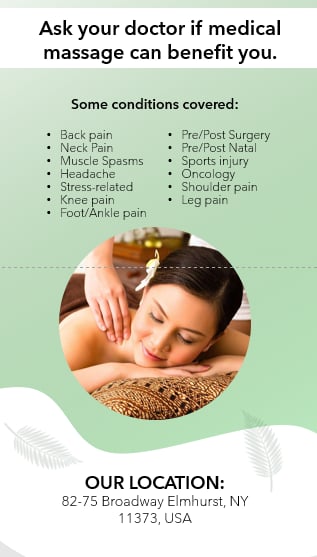 Ask your doctor if medical
massage can benefit you.
Some conditions covered:
• Back pain
• Neck Pain
• Muscle Spasms
• Headache
• Stress-related
• Knee pain
• Foot/Ankle pain
• Pre/Post Surgery
• Pre/Post Natal
• Sports injury
• Oncology
• Shoulder pain
• Leg pain
OUR LOCATION:
82-75 Broadway Elmhurst, NY
11373, USA